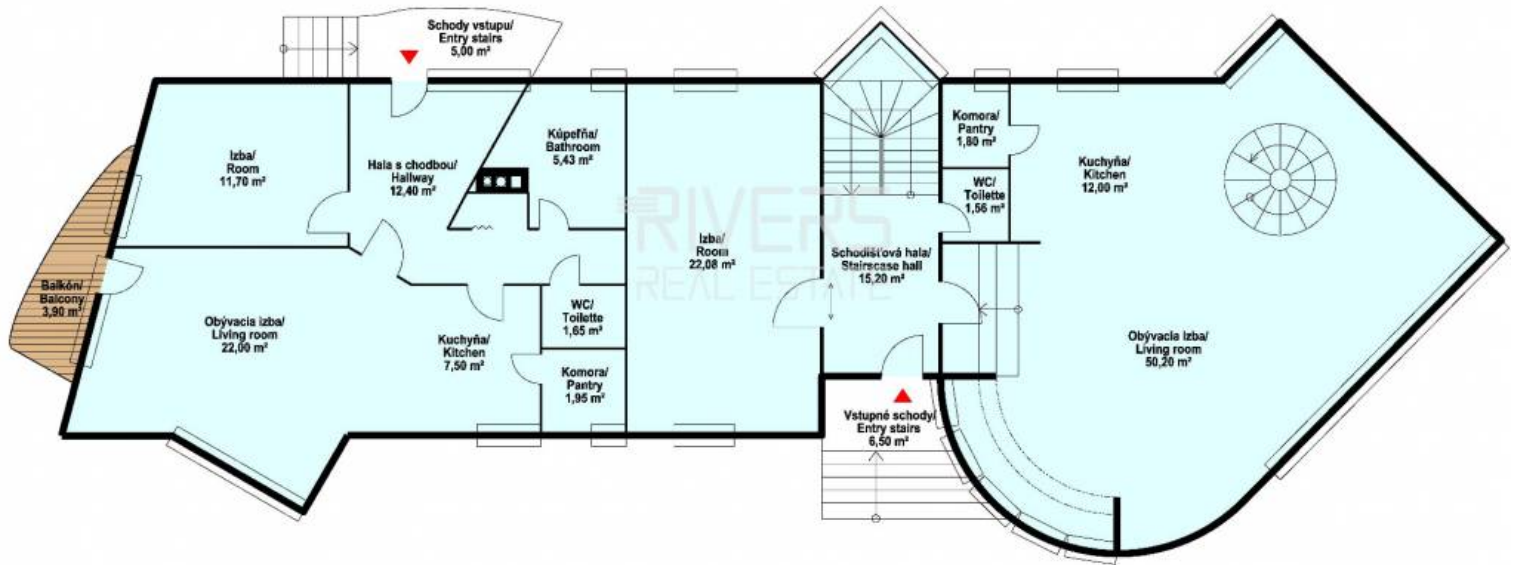 Schody vstupu/
Entry stairs
5,00 m²
Izba/
Room
11,70 m²
Hala s chodbou/
Hallway
12,40 m²
Kúpeľňa/
Bathroom
5,43 m²
Balkón/
Balcony
3,90 m²
Obývacia izba/
Living room
22,00 m²
Kuchyňa/
Kitchen
7,50 m²
WC/
Toilette
1,65 m²
Komora/
Pantry
1,95 m²
Izba/
Room
22,08 m²
RIVERS
REAL ESTATE
Schodišťová hala/
Stairscase hall
15,20 m²
Komora/
Pantry
1,80 m²
WC/
Toilette
1,56 m²
Kuchyňa/
Kitchen
12,00 m²
Obývacia izba/
Living room
50,20 m²
Vstupné schody/
Entry stairs
6,50 m²